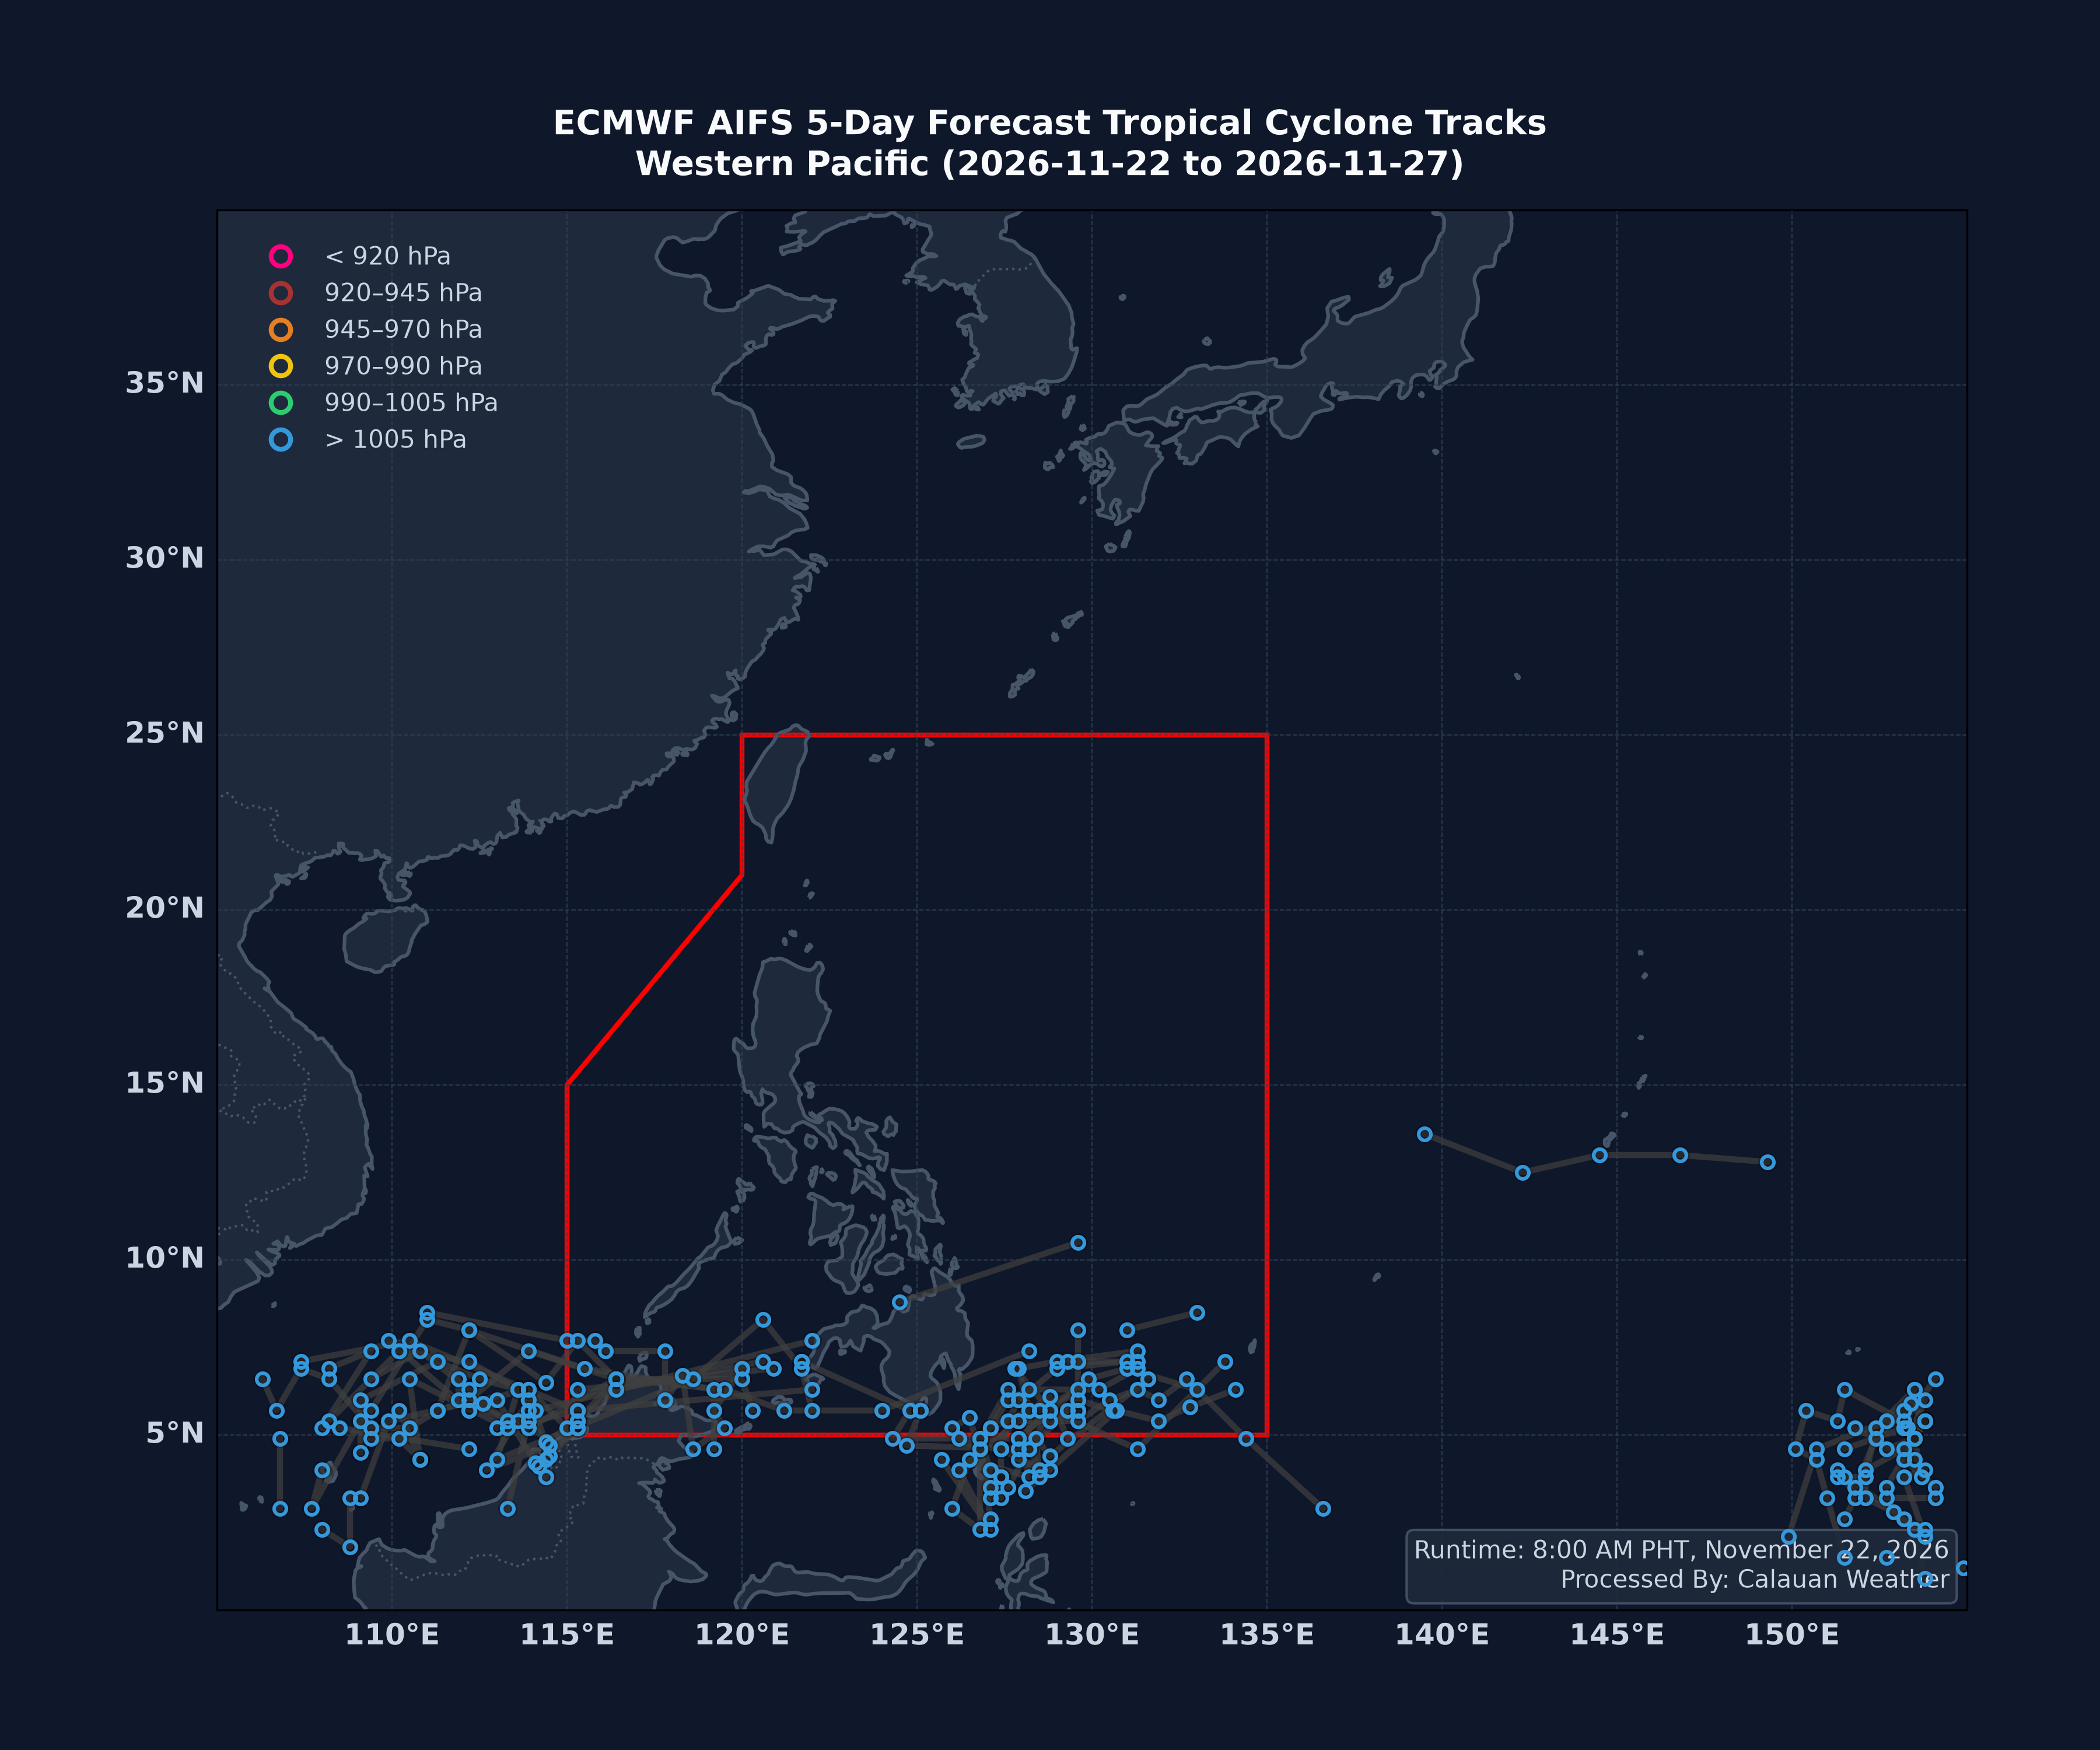 ECMWF AIFS 5-Day Forecast Tropical Cyclone Tracks
Western Pacific (2026-11-22 to 2026-11-27)
< 920 hPa
920–945 hPa
945–970 hPa
970–990 hPa
990–1005 hPa
> 1005 hPa
35°N
30°N
25°N
20°N
15°N
10°N
5°N
Runtime: 8:00 AM PHT, November 22, 2026
Processed By: Calauan Weather
110°E
115°E
120°E
125°E
130°E
135°E
140°E
145°E
150°E